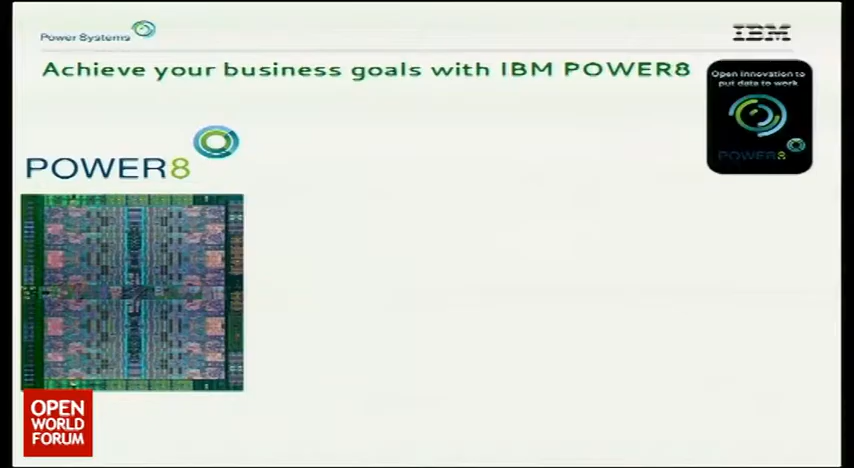 Power Systems
IBM
Achieve your business goals with IBM POWER8
Open innovation to
put data to work
POWER8
POWER8
OPEN
WORLD
FORUM